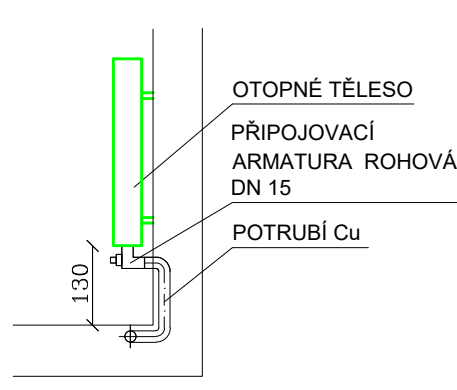 OTOPNÉ TĚLESO
PŘIPOJOVACÍ
ARMATURA ROHOVÁ
DN 15
POTRUBÍ Cu
130